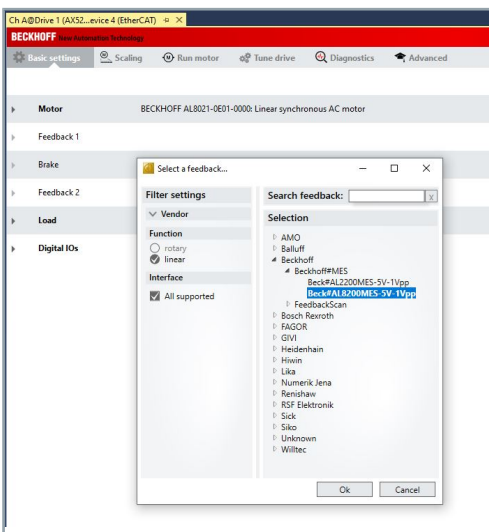 Ch A@Drive 1 (AX52...evice 4 (EtherCAT)
BECKHOFF New Automation Technology
Basic settings Scaling Run motor Tune drive Diagnostics Advanced
Motor BECKHOFF AL8021-0E01-0000: Linear synchronous AC motor
Feedback 1
Brake
Feedback 2
Load
Digital IOs
Select a feedback...
Filter settings
Vendor
Function
rotary
linear
Interface
All supported
Search feedback: x
Selection
AMO
Balluff
Beckhoff
Beckhoff#MES
Beck#AL2200MES-5V-1Vpp
Beck#AL8200MES-5V-1Vpp
FeedbackScan
Bosch Rexroth
FAGOR
GIVI
Heidenhain
Hiwin
Lika
Numerik Jena
Renishaw
RSF Elektronik
Sick
Siko
Unknown
Willtec
Ok Cancel